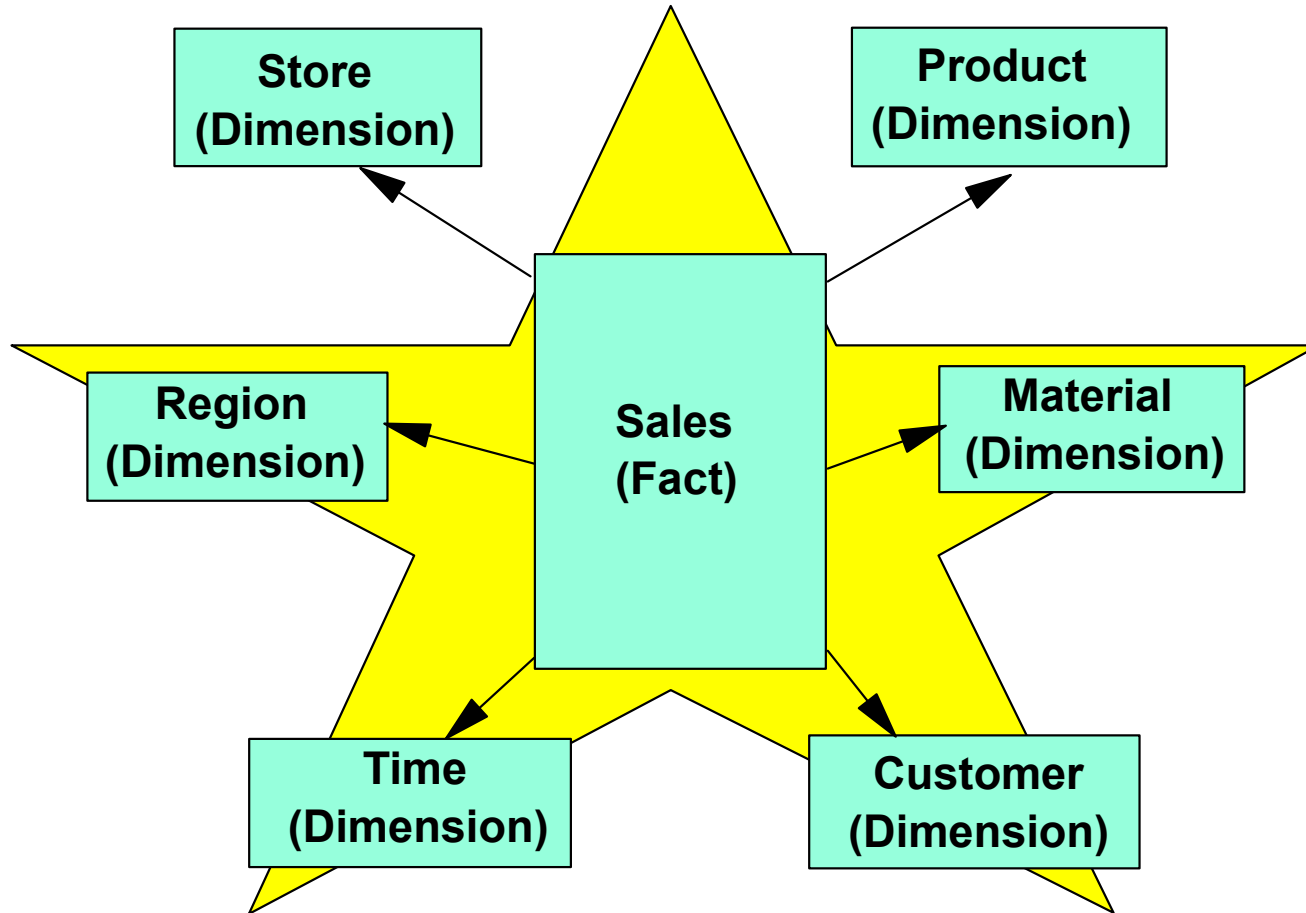 Store
(Dimension)
Product
(Dimension)
Region
(Dimension)
Sales
(Fact)
Material
(Dimension)
Time
(Dimension)
Customer
(Dimension)